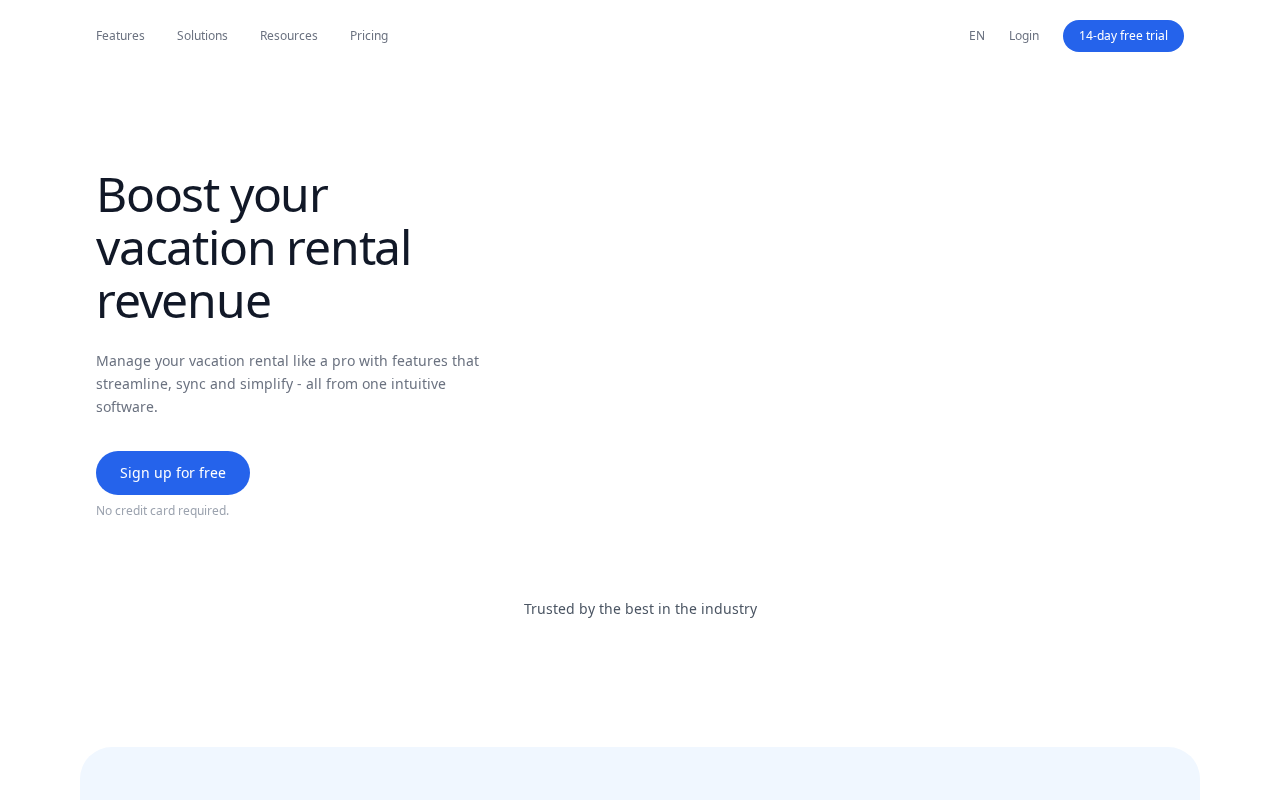 Features
Solutions
Resources
Pricing
EN
Login
14-day free trial
Boost your
vacation rental
revenue
Manage your vacation rental like a pro with features that
streamline, sync and simplify - all from one intuitive
software.
Sign up for free
No credit card required.
Trusted by the best in the industry